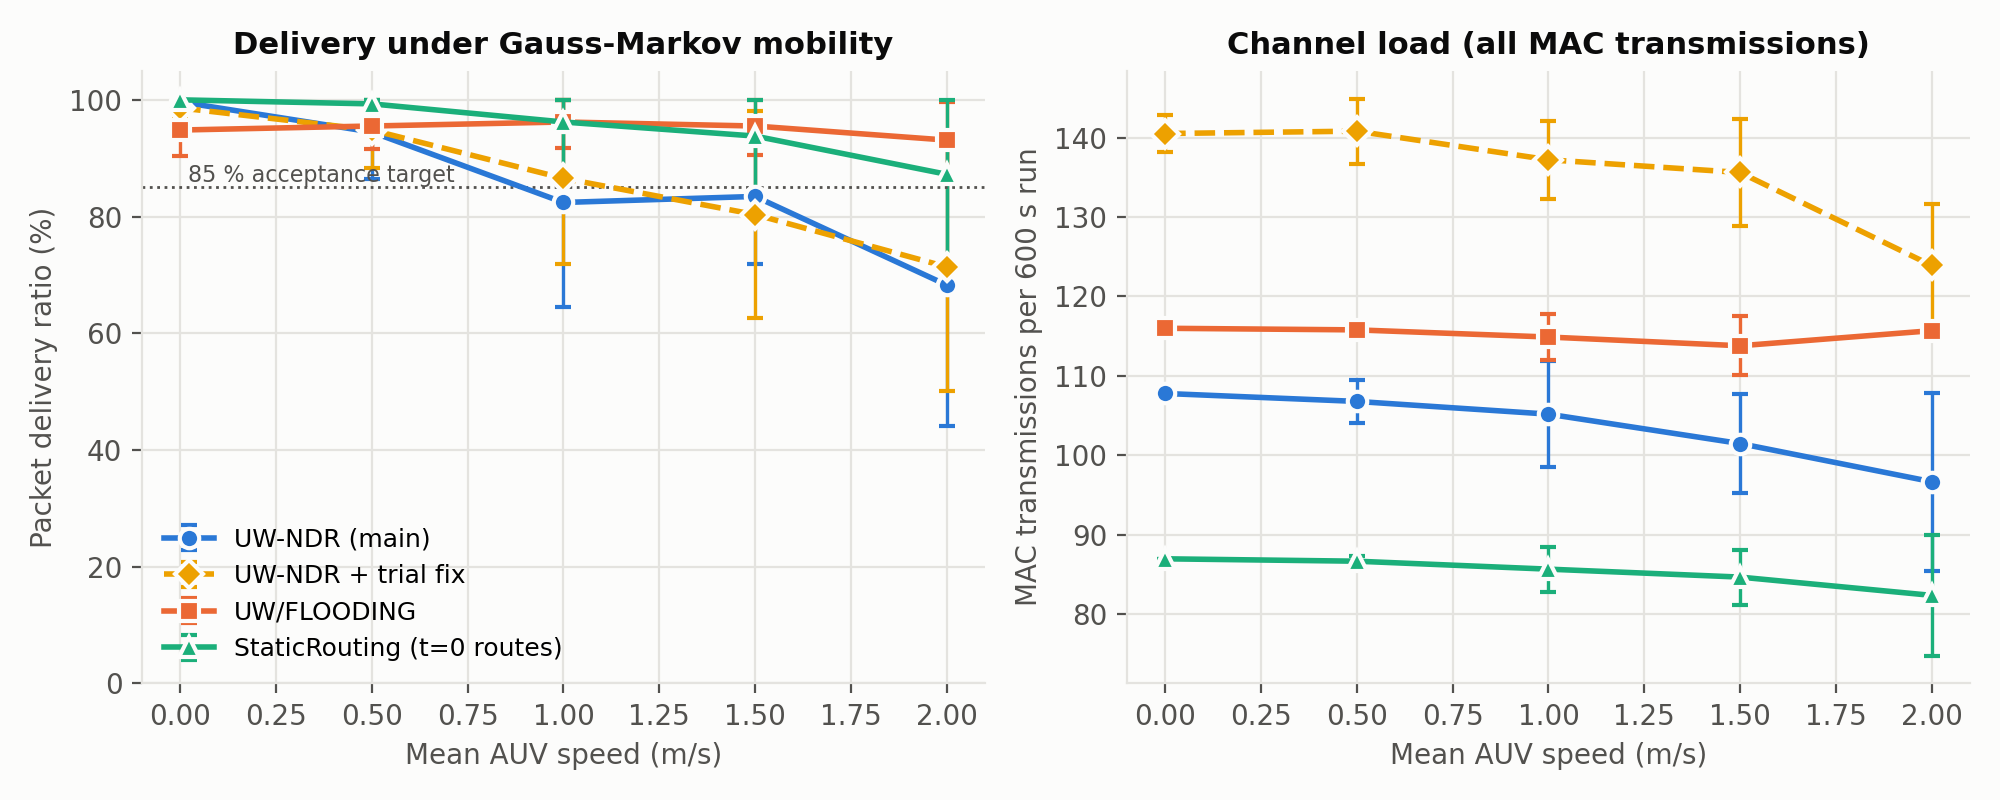 Delivery under Gauss-Markov mobility
Packet delivery ratio (%)
100
80
60
40
20
0
85 % acceptance target
UW-NDR (main)
UW-NDR + trial fix
UW/FLOODING
StaticRouting (t=0 routes)
0.00 0.25 0.50 0.75 1.00 1.25 1.50 1.75 2.00
Mean AUV speed (m/s)
Channel load (all MAC transmissions)
MAC transmissions per 600 s run
140
130
120
110
100
90
80
0.00 0.25 0.50 0.75 1.00 1.25 1.50 1.75 2.00
Mean AUV speed (m/s)